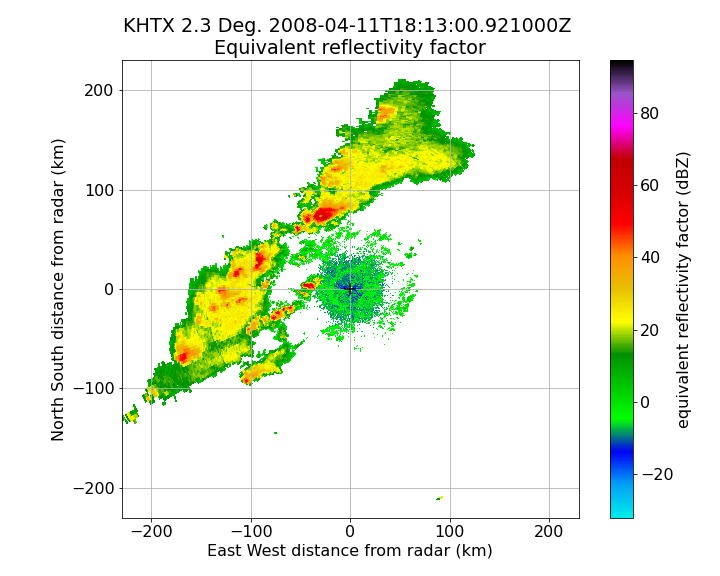 KHTX 2.3 Deg. 2008-04-11T18:13:00.921000Z
Equivalent reflectivity factor
200
100
0
−100
−200
−200 −100 0 100 200
North South distance from radar (km)
East West distance from radar (km)
80
60
40
20
0
−20
equivalent reflectivity factor (dBZ)